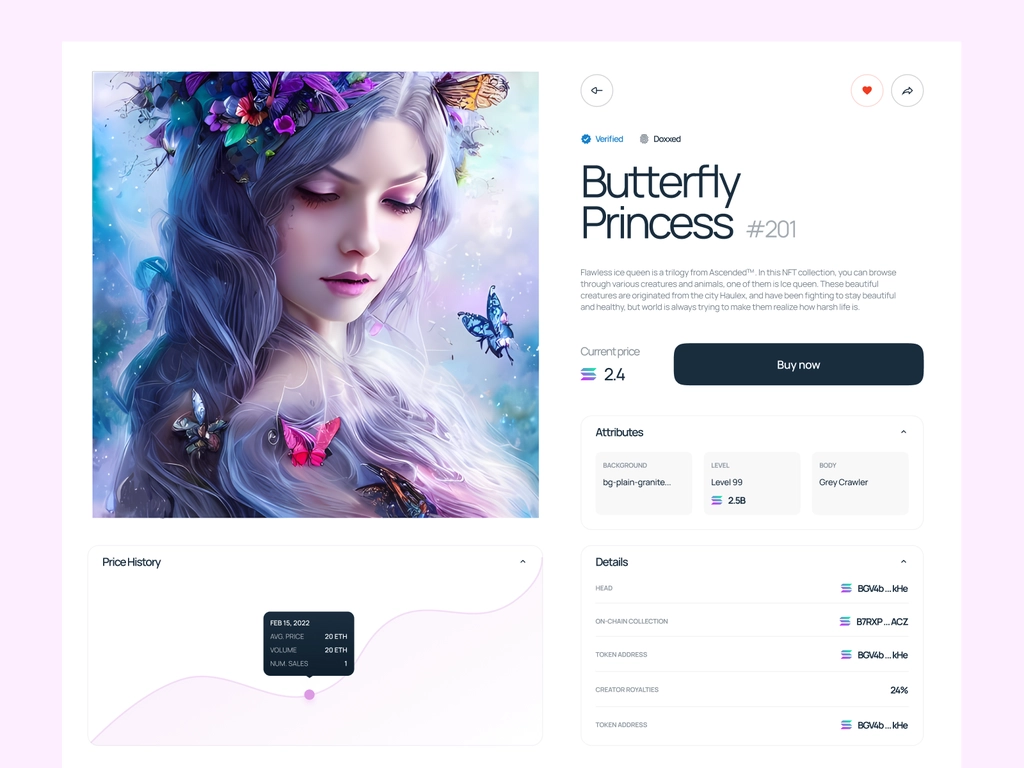 Verified Doxxed
Butterfly
Princess #201
Flawless ice queen is a trilogy from Ascended™. In this NFT collection, you can browse
through various creatures and animals, one of them is Ice queen. These beautiful
creatures are originated from the city Haulex, and have been fighting to stay beautiful
and healthy, but world is always trying to make them realize how harsh life is.
Current price
2.4
Buy now
Attributes
BACKGROUND
bg-plain-granite...
LEVEL
Level 99
2.5B
BODY
Grey Crawler
Price History
FEB 15, 2022
AVG. PRICE 20 ETH
VOLUME 20 ETH
NUM. SALES 1
Details
HEAD BGV4b...kHe
ON-CHAIN COLLECTION B7RXP...ACZ
TOKEN ADDRESS BGV4b...kHe
CREATOR ROYALTIES 24%
TOKEN ADDRESS BGV4b...kHe